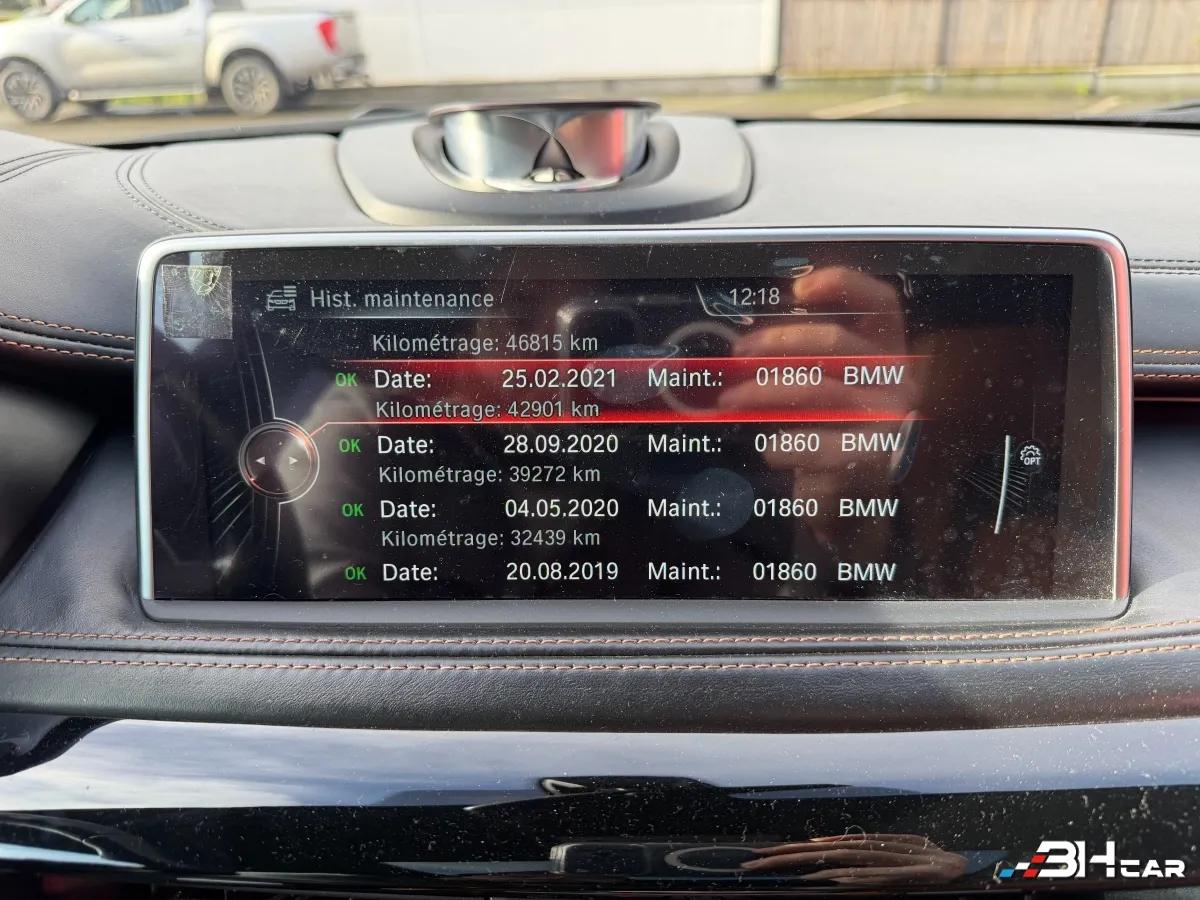 Hist. maintenance 12:18
Kilométrage: 46815 km
OK Date: 25.02.2021 Maint.: 01860 BMW
Kilométrage: 42901 km
OK Date: 28.09.2020 Maint.: 01860 BMW
Kilométrage: 39272 km
OK Date: 04.05.2020 Maint.: 01860 BMW
Kilométrage: 32439 km
OK Date: 20.08.2019 Maint.: 01860 BMW
OPT
3HCAR